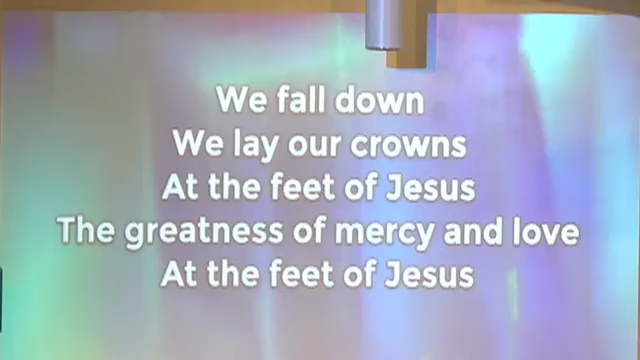 We fall down
We lay our crowns
At the feet of Jesus
The greatness of mercy and love
At the feet of Jesus